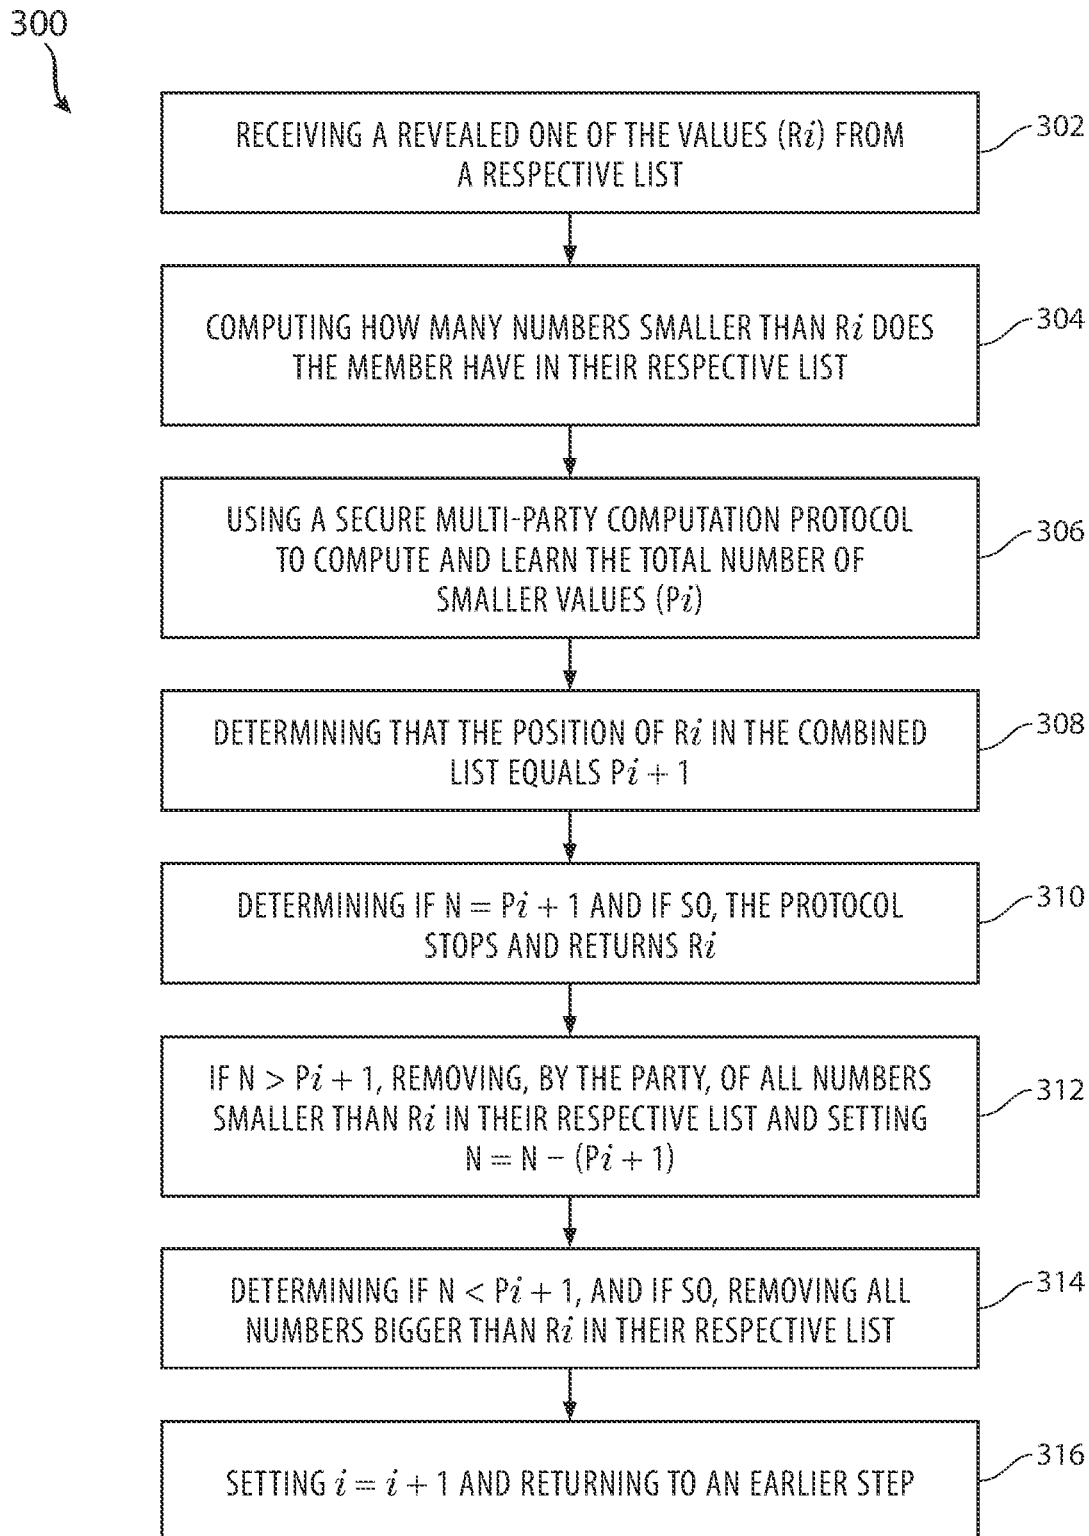 300
RECEIVING A REVEALED ONE OF THE VALUES (Ri) FROM
A RESPECTIVE LIST
302
COMPUTING HOW MANY NUMBERS SMALLER THAN Ri DOES
THE MEMBER HAVE IN THEIR RESPECTIVE LIST
304
USING A SECURE MULTI-PARTY COMPUTATION PROTOCOL
TO COMPUTE AND LEARN THE TOTAL NUMBER OF
SMALLER VALUES (Pi)
306
DETERMINING THAT THE POSITION OF Ri IN THE COMBINED
LIST EQUALS Pi + 1
308
DETERMINING IF N = Pi + 1 AND IF SO, THE PROTOCOL
STOPS AND RETURNS Ri
310
IF N > Pi + 1, REMOVING, BY THE PARTY, OF ALL NUMBERS
SMALLER THAN Ri IN THEIR RESPECTIVE LIST AND SETTING
N = N − (Pi + 1)
312
DETERMINING IF N < Pi + 1, AND IF SO, REMOVING ALL
NUMBERS BIGGER THAN Ri IN THEIR RESPECTIVE LIST
314
SETTING i = i + 1 AND RETURNING TO AN EARLIER STEP
316